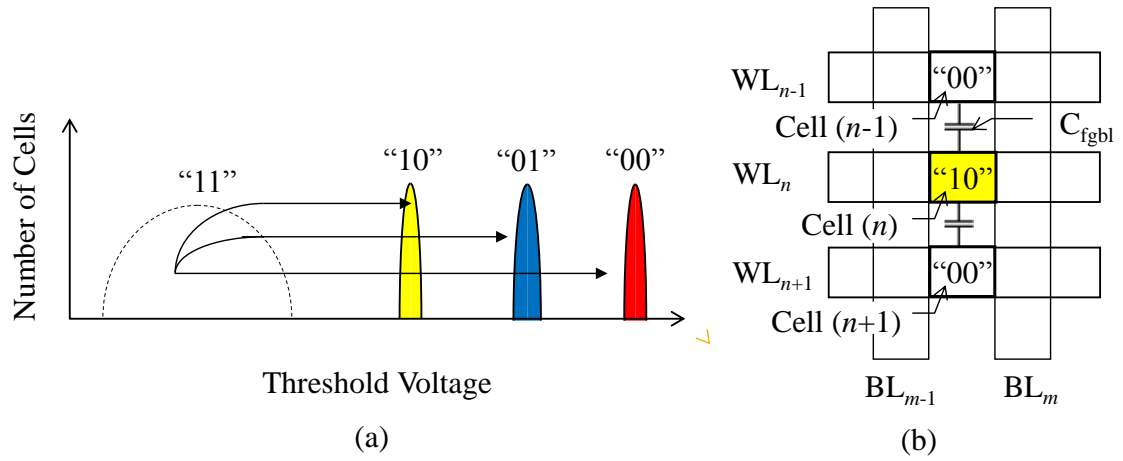 Number of Cells
“11”
“10”
“01”
“00”
Threshold Voltage
(a)
WLn-1
“00”
Cell (n-1)
Cfgbl
WLn
“10”
Cell (n)
WLn+1
“00”
Cell (n+1)
BLm-1
BLm
(b)